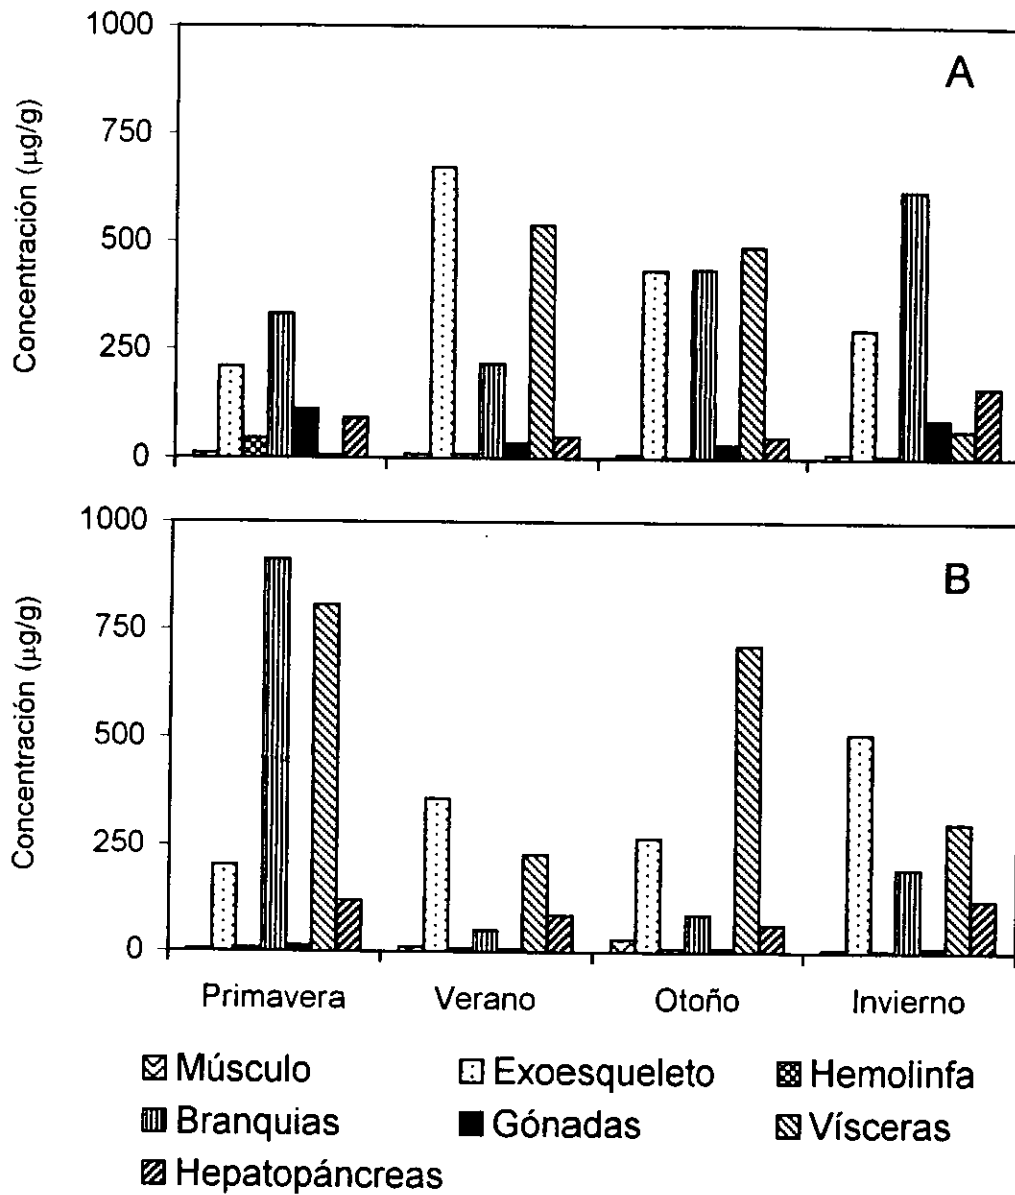 1000
A
750
500
250
0
Concentración (μg/g)
1000
B
750
500
250
0
Concentración (μg/g)
Primavera Verano Otoño Invierno
Músculo Exoesqueleto Hemolinfa
Branquias Gónadas Vísceras
Hepatopáncreas